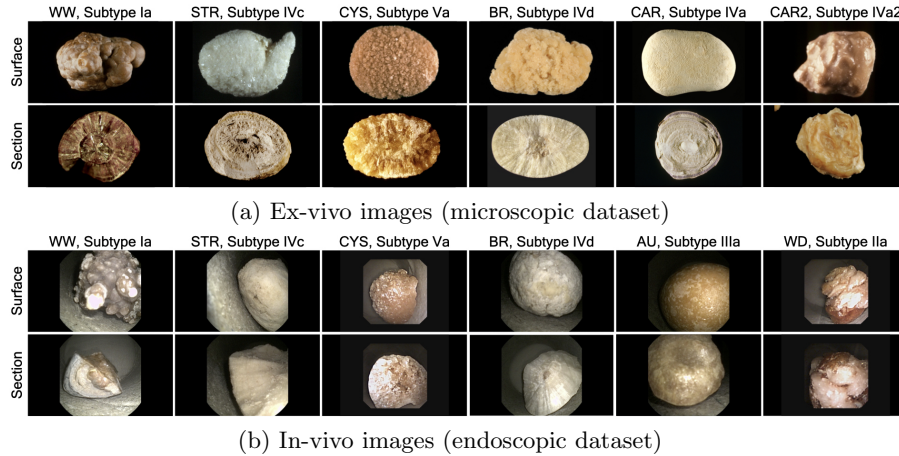 WW, Subtype Ia STR, Subtype IVc CYS, Subtype Va BR, Subtype IVd CAR, Subtype IVa CAR2, Subtype IVa2
Surface
Section
(a) Ex-vivo images (microscopic dataset)
WW, Subtype Ia STR, Subtype IVc CYS, Subtype Va BR, Subtype IVd AU, Subtype IIIa WD, Subtype IIa
Surface
Section
(b) In-vivo images (endoscopic dataset)